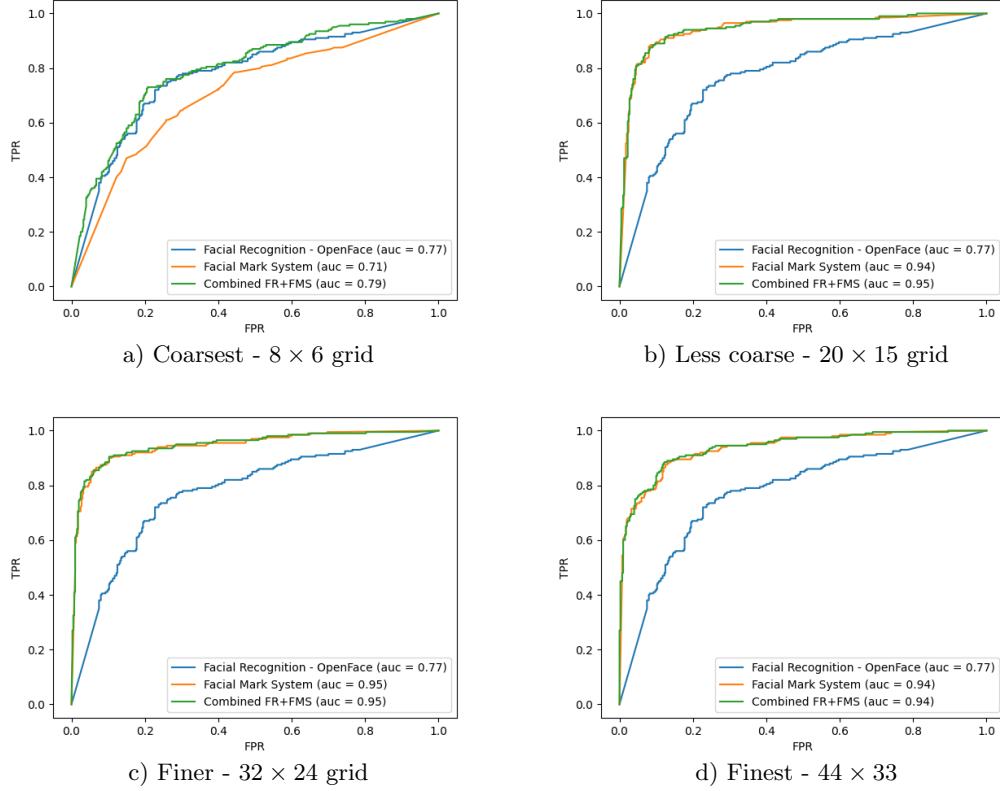 1.0
0.8
0.6
0.4
0.2
0.0
TPR
Facial Recognition - OpenFace (auc = 0.77)
Facial Mark System (auc = 0.71)
Combined FR+FMS (auc = 0.79)
0.0 0.2 0.4 0.6 0.8 1.0
FPR
a) Coarsest - 8 × 6 grid
1.0
0.8
0.6
0.4
0.2
0.0
TPR
Facial Recognition - OpenFace (auc = 0.77)
Facial Mark System (auc = 0.94)
Combined FR+FMS (auc = 0.95)
0.0 0.2 0.4 0.6 0.8 1.0
FPR
b) Less coarse - 20 × 15 grid
1.0
0.8
0.6
0.4
0.2
0.0
TPR
Facial Recognition - OpenFace (auc = 0.77)
Facial Mark System (auc = 0.95)
Combined FR+FMS (auc = 0.95)
0.0 0.2 0.4 0.6 0.8 1.0
FPR
c) Finer - 32 × 24 grid
1.0
0.8
0.6
0.4
0.2
0.0
TPR
Facial Recognition - OpenFace (auc = 0.77)
Facial Mark System (auc = 0.94)
Combined FR+FMS (auc = 0.94)
0.0 0.2 0.4 0.6 0.8 1.0
FPR
d) Finest - 44 × 33